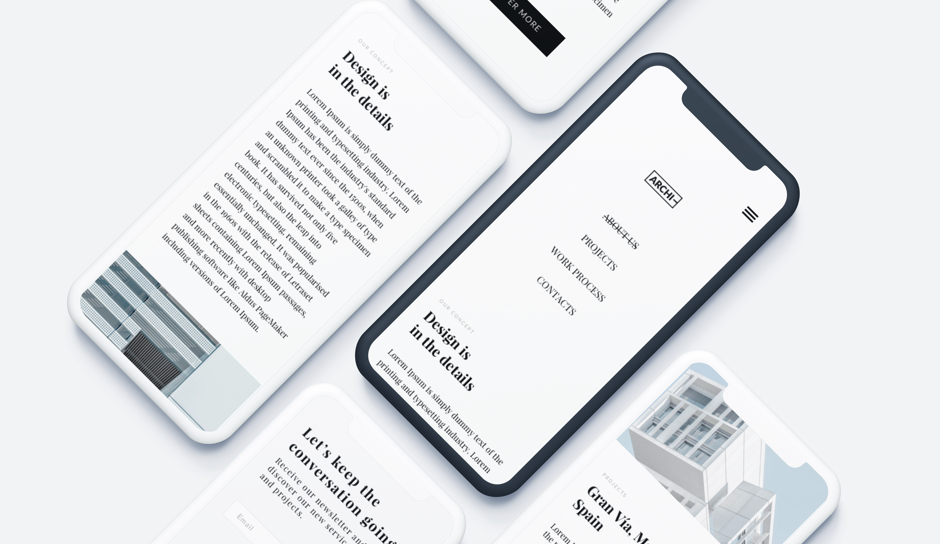 OUR CONCEPT
Design is
in the details
Lorem Ipsum is simply dummy text of the
printing and typesetting industry. Lorem
Ipsum has been the industry's standard
dummy text ever since the 1500s, when
an unknown printer took a galley of type
and scrambled it to make a type specimen
book. It has survived not only five
centuries, but also the leap into
electronic typesetting, remaining
essentially unchanged. It was popularised
in the 1960s with the release of Letraset
sheets containing Lorem Ipsum passages,
and more recently with desktop
publishing software like Aldus PageMaker
including versions of Lorem Ipsum.
MORE
ARCHI
ABOUT US
PROJECTS
WORK PROCESS
CONTACTS
OUR CONCEPT
Design is
in the details
Lorem Ipsum is simply dummy text of the
printing and typesetting industry. Lorem
Let's keep the
conversation going
Receive our newsletter and
discover our new
and projects.
Email
PROJECTS
Gran Vía,
Spain